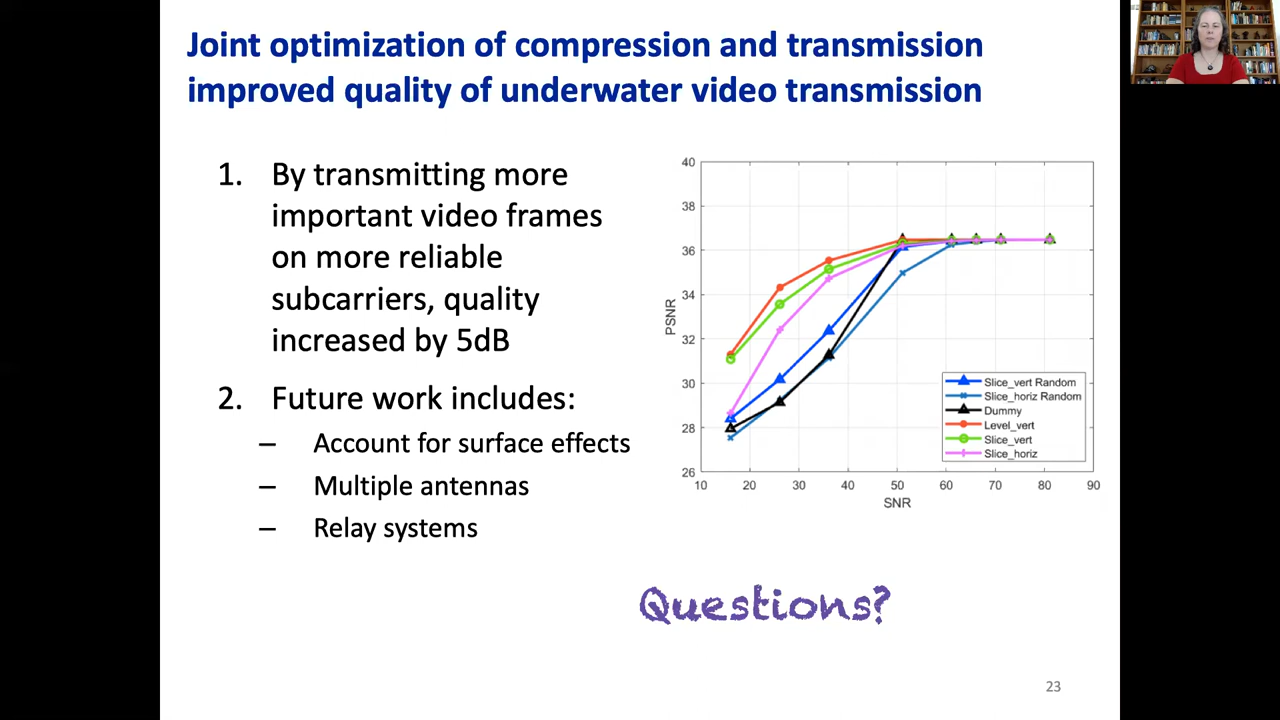 Joint optimization of compression and transmission
improved quality of underwater video transmission
1. By transmitting more
important video frames
on more reliable
subcarriers, quality
increased by 5dB
2. Future work includes:
– Account for surface effects
– Multiple antennas
– Relay systems
40
38
36
34
32
30
28
26
PSNR
10 20 30 40 50 60 70 80 90
SNR
Slice_vert Random
Slice_horiz Random
Dummy
Level_vert
Slice_vert
Slice_horiz
Questions?
23